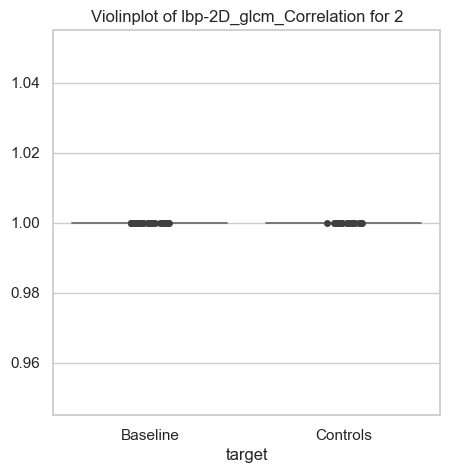 Violinplot of lbp-2D_glcm_Correlation for 2
1.04
1.02
1.00
0.98
0.96
Baseline Controls
target